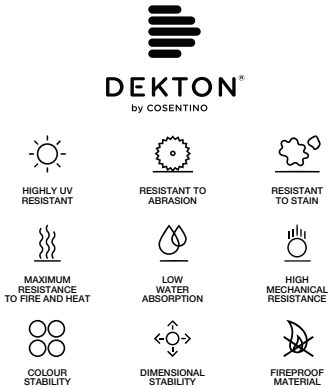 DEKTON®
by COSENTINO
HIGHLY UV
RESISTANT
RESISTANT TO
ABRASION
RESISTANT
TO STAIN
MAXIMUM
RESISTANCE
TO FIRE AND HEAT
LOW
WATER
ABSORPTION
HIGH
MECHANICAL
RESISTANCE
COLOUR
STABILITY
DIMENSIONAL
STABILITY
FIREPROOF
MATERIAL